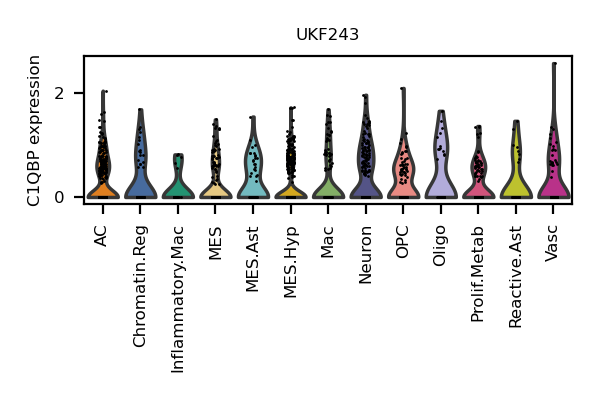 UKF243
C1QBP expression
2
0
AC
Chromatin.Reg
Inflammatory.Mac
MES
MES.Ast
MES.Hyp
Mac
Neuron
OPC
Oligo
Prolif.Metab
Reactive.Ast
Vasc